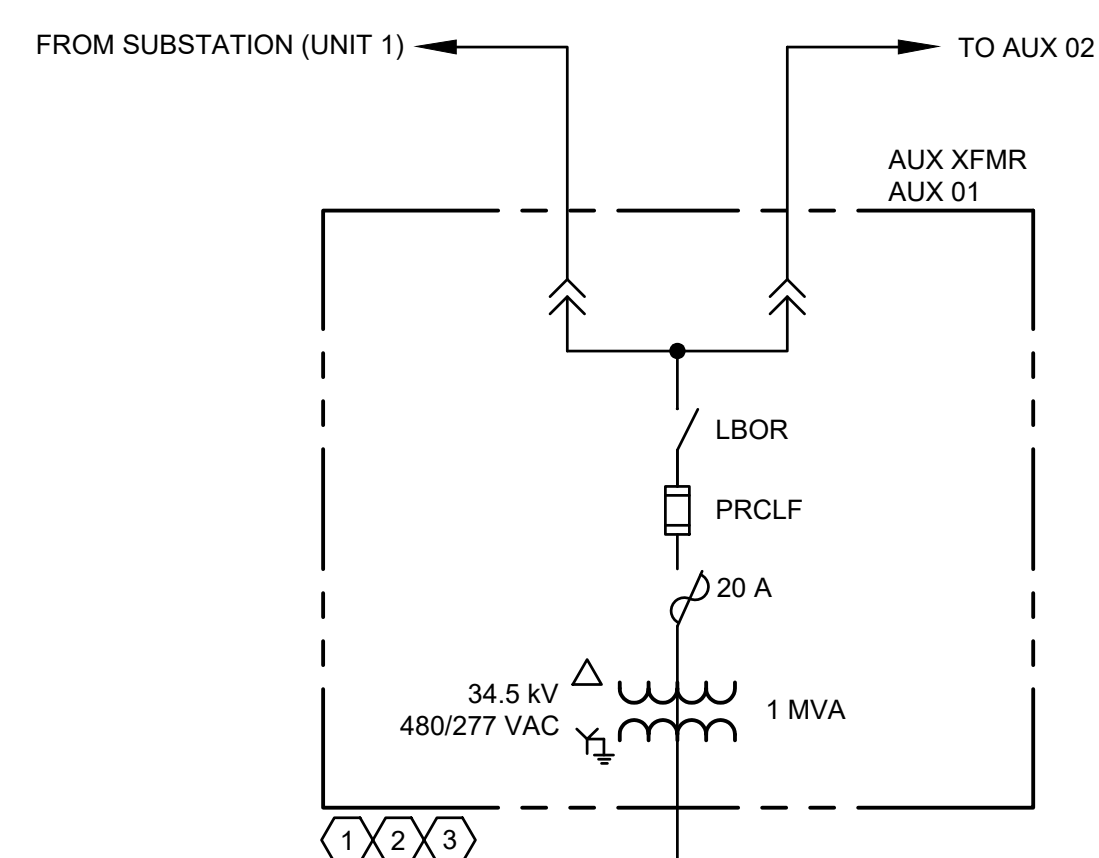 FROM SUBSTATION (UNIT 1)
TO AUX 02
AUX XFMR
AUX 01
LBOR
PRCLF
20 A
34.5 kV
480/277 VAC
1 MVA
1 2 3